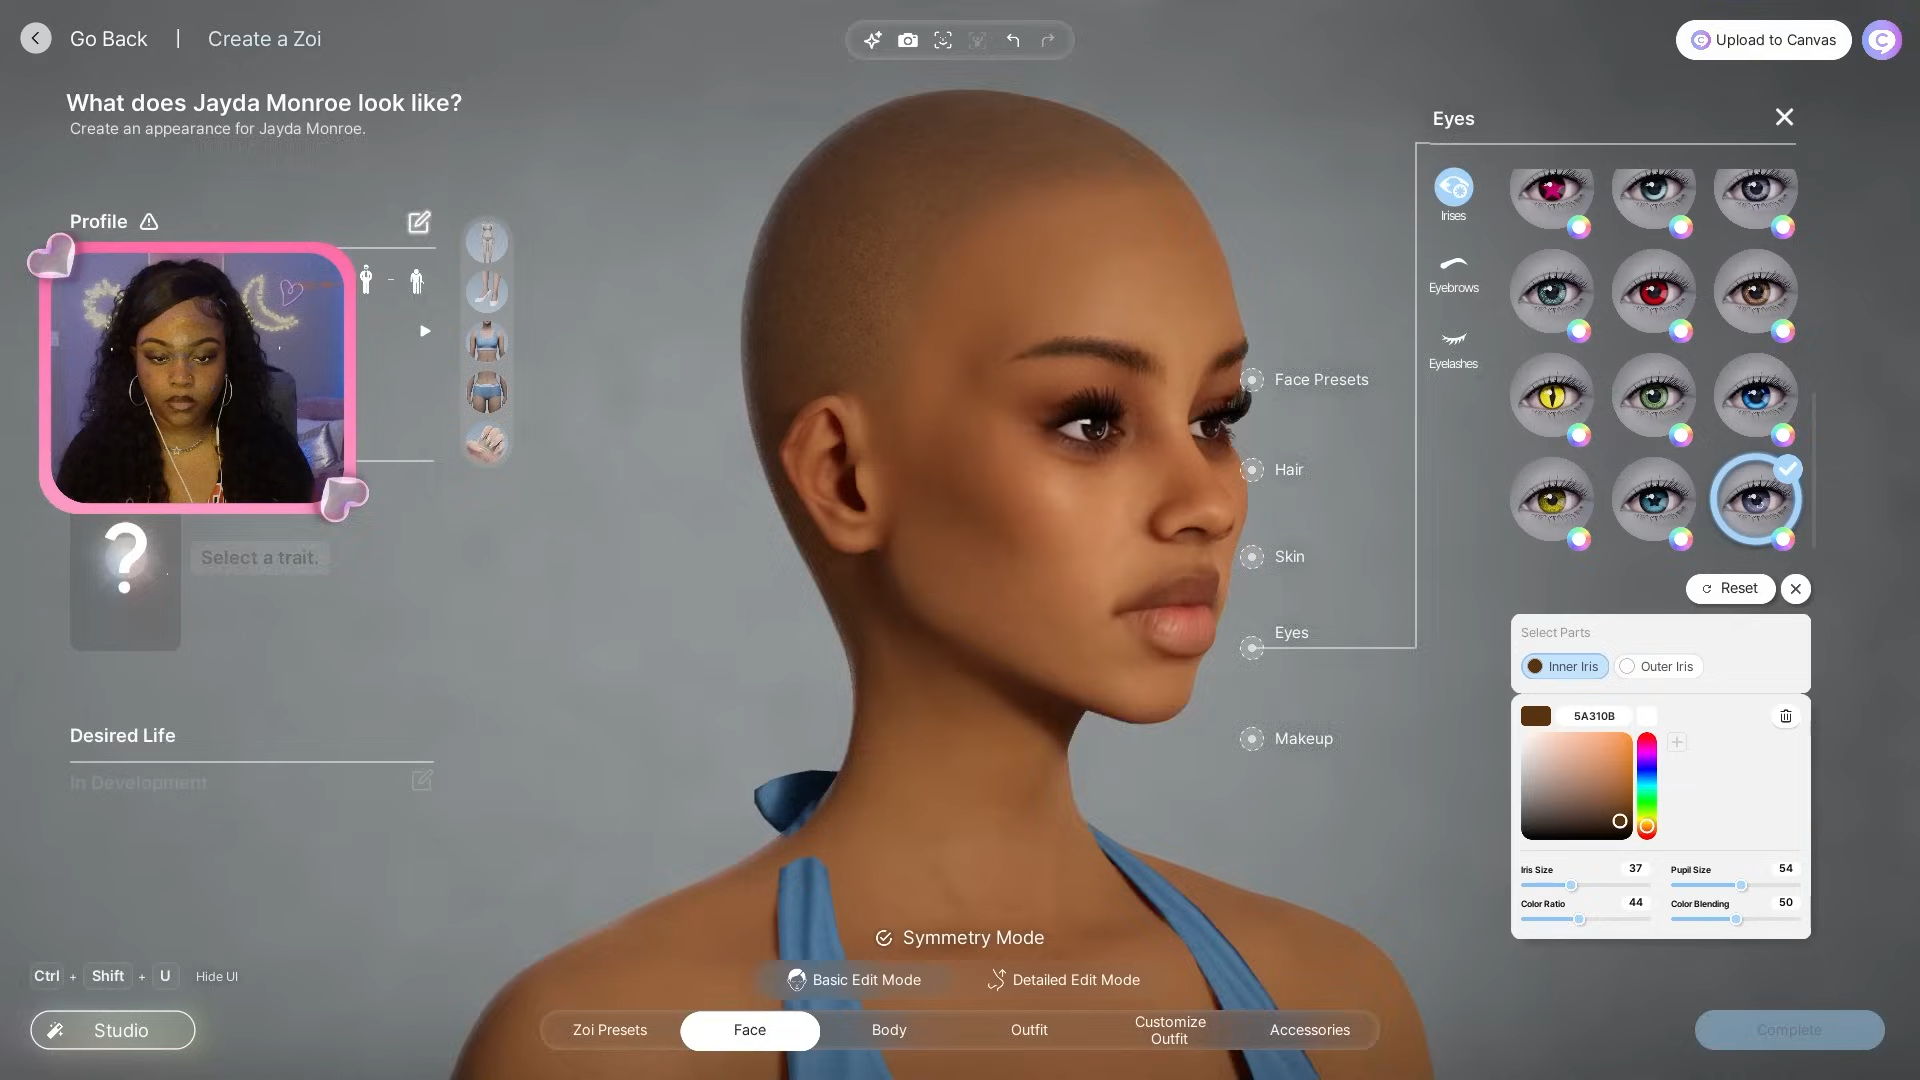 Go Back | Create a Zoi
Upload to Canvas
What does Jayda Monroe look like?
Create an appearance for Jayda Monroe.
Profile
Select a trait.
Desired Life
In Development
Ctrl + Shift + U Hide UI
Studio
Face Presets
Hair
Skin
Eyes
Makeup
Eyes
Irises
Eyebrows
Eyelashes
Reset
Select Parts
Inner Iris
Outer Iris
5A310B
Iris Size 37
Pupil Size 54
Color Ratio 44
Color Blending 50
Symmetry Mode
Basic Edit Mode
Detailed Edit Mode
Zoi Presets
Face
Body
Outfit
Customize
Outfit
Accessories
Complete